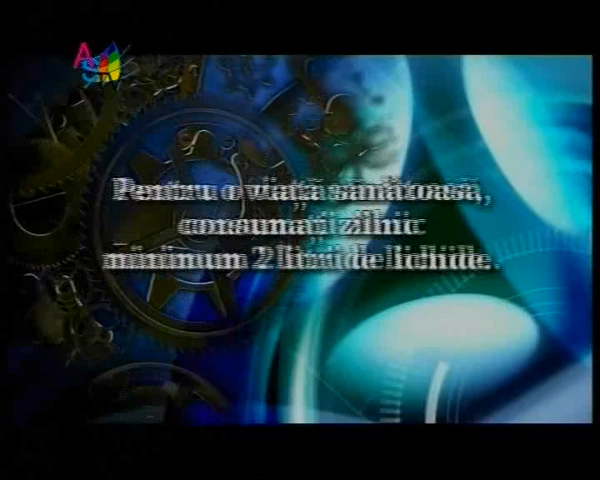 Pentru o viață sănătoasă,
consumați zilnic
minimum 2 litri de lichide.